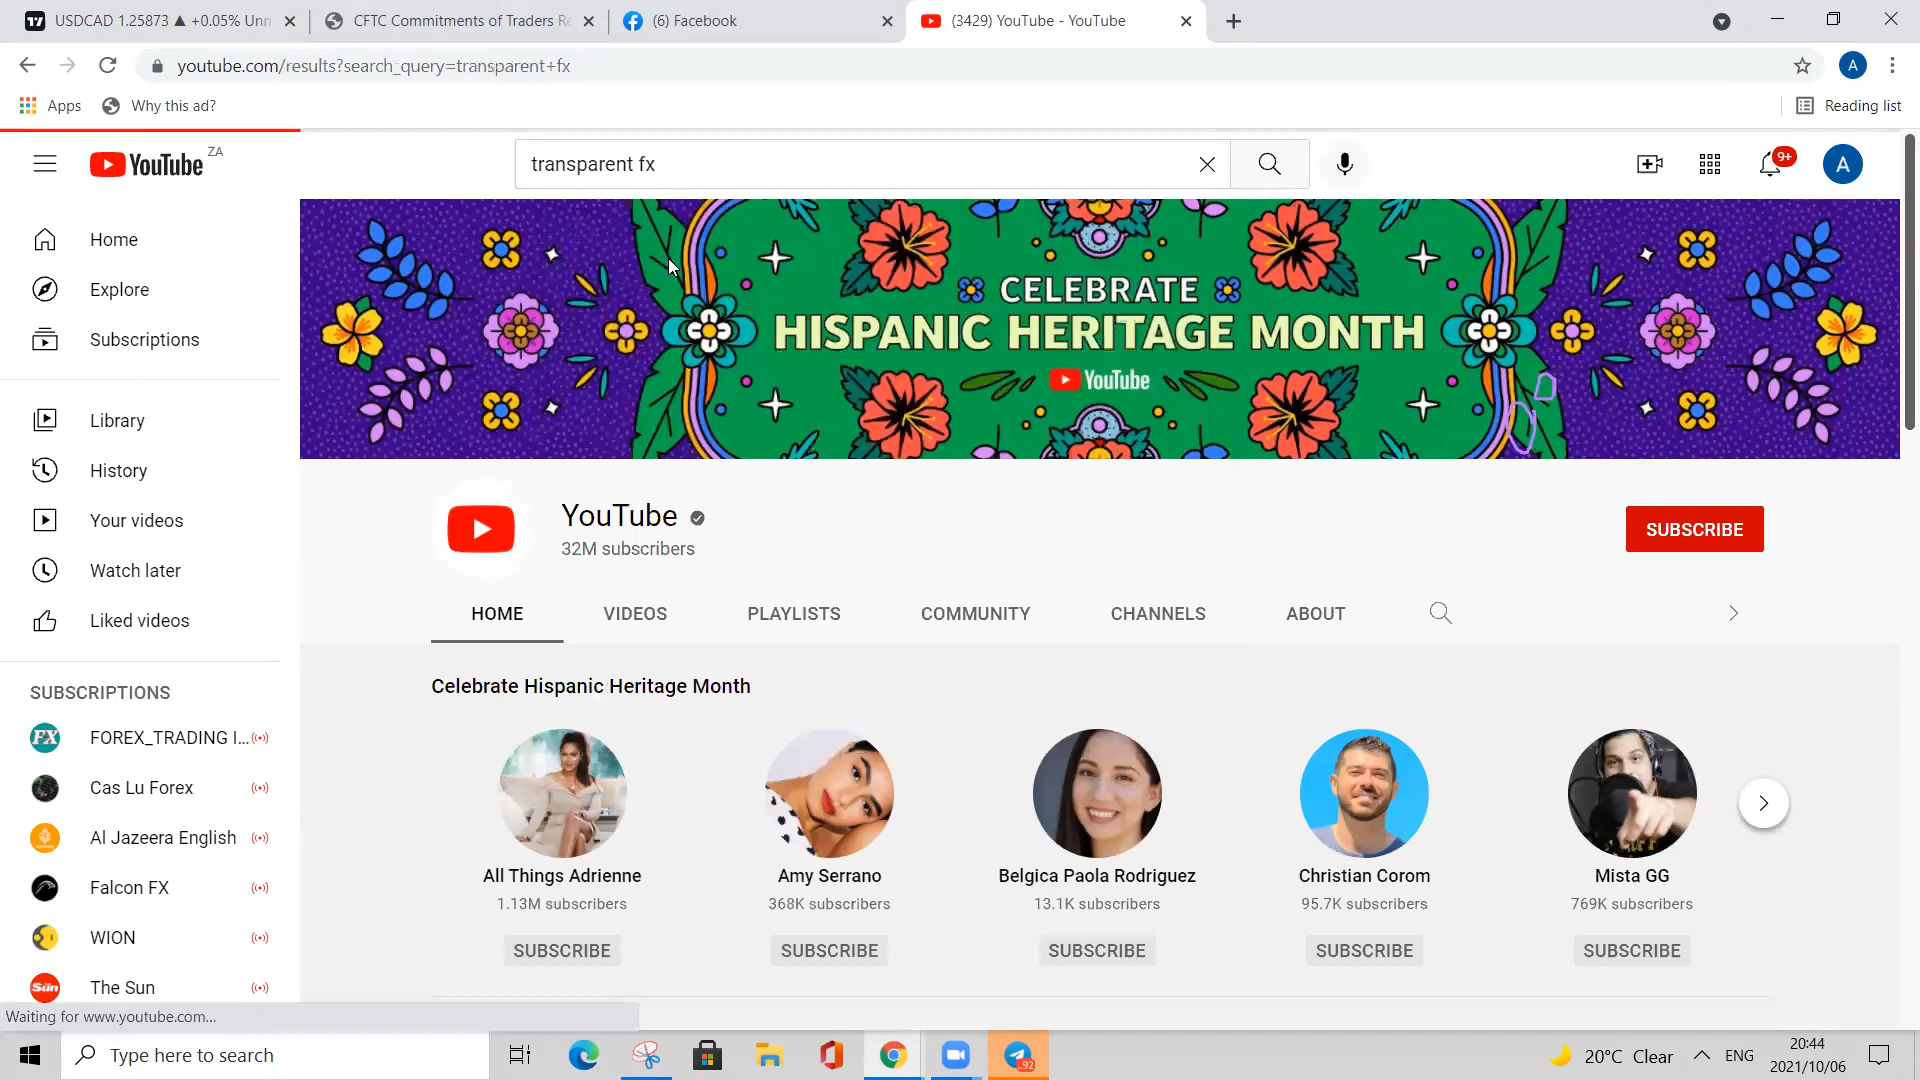 USDCAD 1.25873 ▲ +0.05% Unn
CFTC Commitments of Traders Re
(6) Facebook
(3429) YouTube - YouTube
youtube.com/results?search_query=transparent+fx
A
Apps
Why this ad?
Reading list
YouTube ZA
transparent fx
9+
A
Home
Explore
Subscriptions
Library
History
Your videos
Watch later
Liked videos
SUBSCRIPTIONS
FX
FOREX_TRADING I...
Cas Lu Forex
Al Jazeera English
Falcon FX
WION
Sun
The Sun
CELEBRATE
HISPANIC HERITAGE MONTH
YouTube
YouTube
32M subscribers
SUBSCRIBE
HOME
VIDEOS
PLAYLISTS
COMMUNITY
CHANNELS
ABOUT
Celebrate Hispanic Heritage Month
All Things Adrienne
1.13M subscribers
SUBSCRIBE
Amy Serrano
368K subscribers
SUBSCRIBE
Belgica Paola Rodriguez
13.1K subscribers
SUBSCRIBE
Christian Corom
95.7K subscribers
SUBSCRIBE
Mista GG
769K subscribers
SUBSCRIBE
Waiting for www.youtube.com...
Type here to search
92
20°C Clear
ENG
20:44
2021/10/06